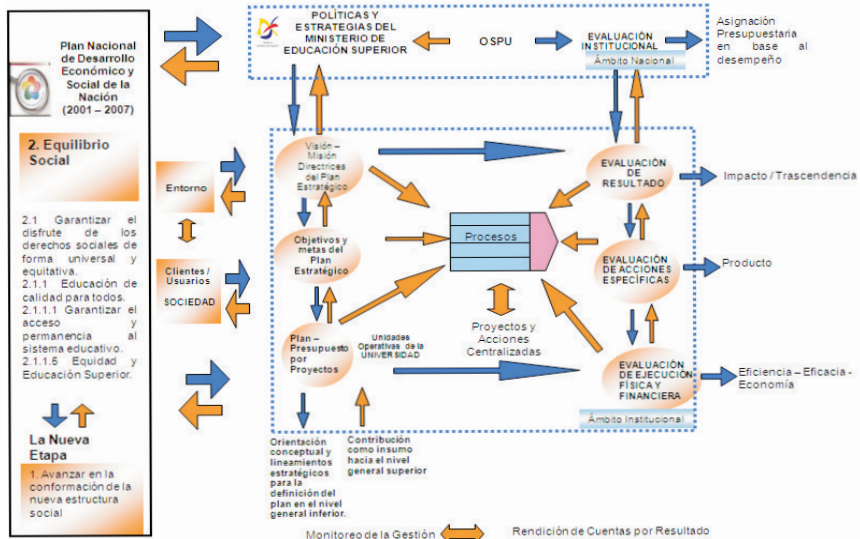 Plan Nacional
de Desarrollo
Económico y
Social de la
Nación
(2001 – 2007)
2. Equilibrio
Social
2.1 Garantizar el
disfrute de los
derechos sociales de
forma universal y
equitativa.
2.1.1 Educación de
calidad para todos.
2.1.1.1 Garantizar el
acceso y
permanencia al
sistema educativo.
2.1.1.5 Equidad y
Educación Superior.
La Nueva
Etapa
1. Avanzar en la
conformación de la
nueva estructura
social
Entorno
Clientes /
Usuarios
SOCIEDAD
POLÍTICAS Y
ESTRATEGIAS DEL
MINISTERIO DE
EDUCACIÓN SUPERIOR
OSPU
EVALUACIÓN
INSTITUCIONAL
Ámbito Nacional
Asignación
Presupuestaria
en base al
desempeño
Visión –
Misión
Directrices
del Plan
Estratégico
Objetivos y
metas del
Plan
Estratégico
Plan –
Presupuesto
por
Proyectos
Unidades
Operativas de la
UNIVERSIDAD
Procesos
Proyectos y
Acciones
Centralizadas
EVALUACIÓN
DE
RESULTADO
Impacto / Trascendencia
EVALUACIÓN
DE ACCIONES
ESPECÍFICAS
Producto
EVALUACIÓN
DE EJECUCIÓN
FÍSICA Y
FINANCIERA
Eficiencia – Eficacia -
Economía
Ámbito Institucional
Orientación
conceptual y
lineamientos
estratégicos
para la
definición del
plan en el nivel
general inferior.
Contribución
como insumo
hacia el nivel
general superior
Monitoreo de la Gestión
Rendición de Cuentas por Resultado